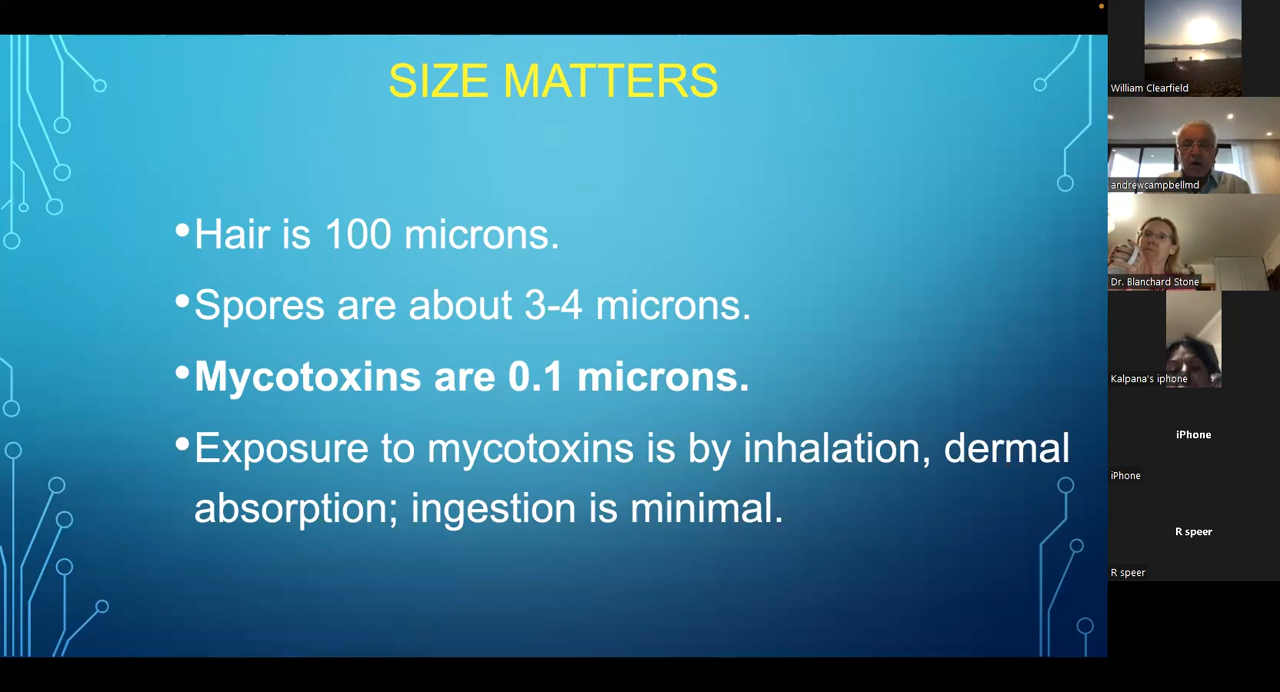 SIZE MATTERS
•Hair is 100 microns.
•Spores are about 3-4 microns.
•Mycotoxins are 0.1 microns.
•Exposure to mycotoxins is by inhalation, dermal
absorption; ingestion is minimal.
William Clearfield
andrewcampbellmd
Dr. Blanchard Stone
Kalpana's iphone
iPhone
iPhone
R speer
R speer